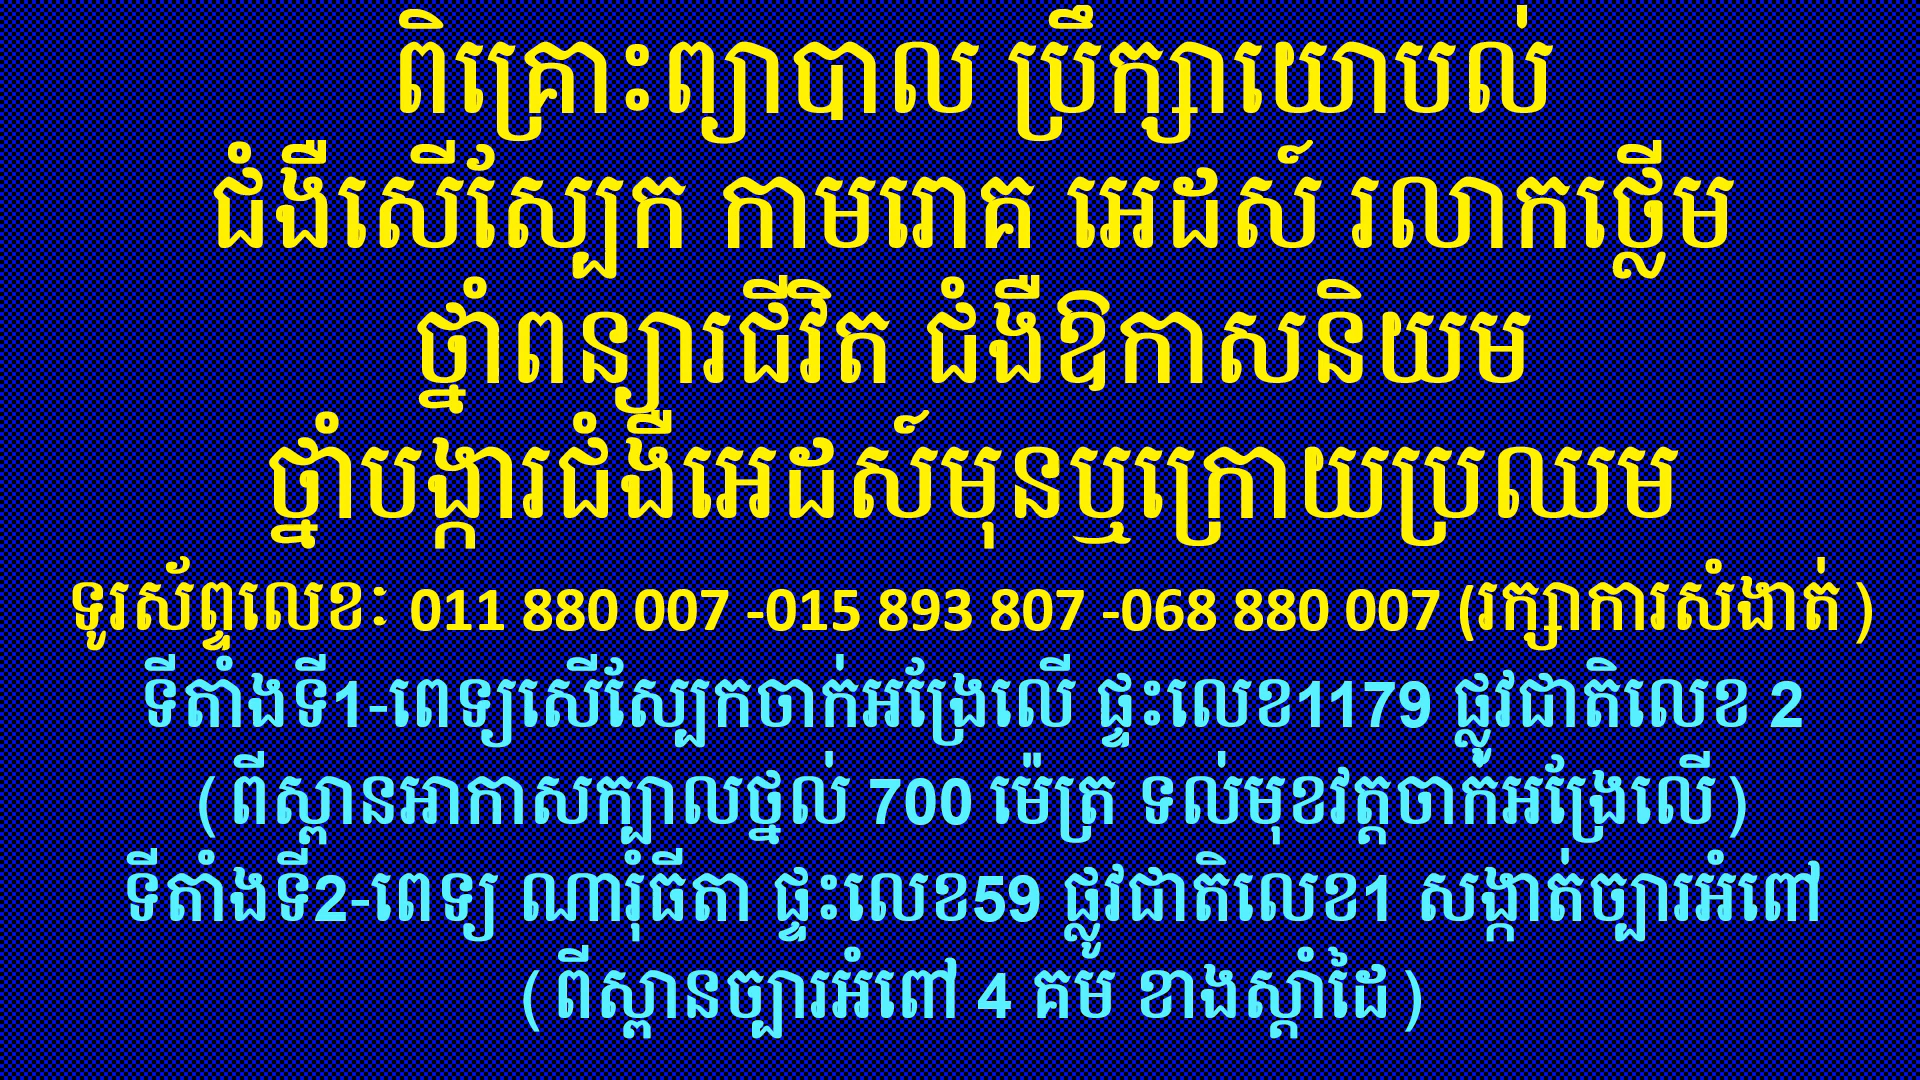 ពិគ្រោះព្យាបាល ប្រឹក្សាយោបល់
ជំងឺសើស្បែក កាមរោគ អេដស៍ រលាកថ្លើម
ថ្នាំពន្យារជីវិត ជំងឺឱកាសនិយម
ថ្នាំបង្ការជំងឺអេដស៍មុនឬក្រោយប្រឈម
ទូរស័ព្ទលេខៈ 011 880 007 -015 893 807 -068 880 007 (រក្សាការសំងាត់)
ទីតាំងទី1-ពេទ្យសើស្បែកចាក់អង្រែលើ ផ្ទះលេខ1179 ផ្លូវជាតិលេខ 2
(ពីស្ពានអាកាសក្បាលថ្នល់ 700 ម៉េត្រ ទល់មុខវត្តចាក់អង្រែលើ)
ទីតាំងទី2-ពេទ្យ ណារុំធីតា ផ្ទះលេខ59 ផ្លូវជាតិលេខ1 សង្កាត់ច្បារអំពៅ
(ពីស្ពានច្បារអំពៅ 4 គម ខាងស្តាំដៃ)